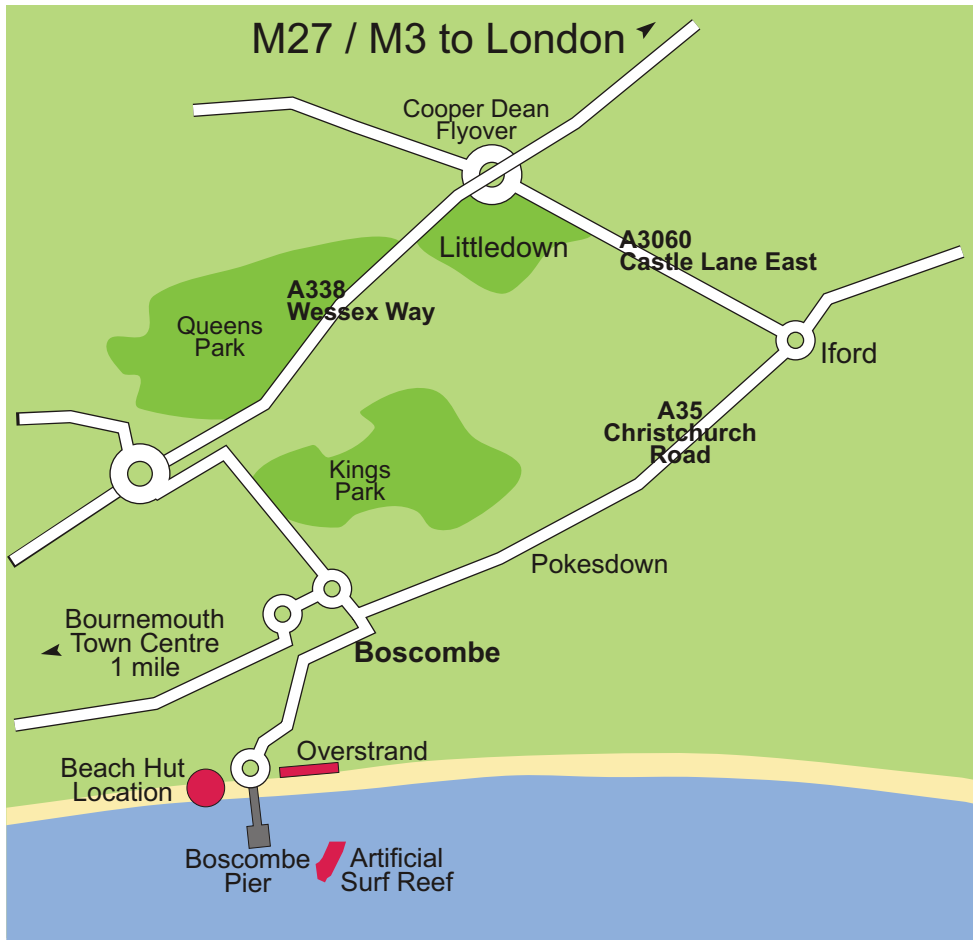 M27 / M3 to London
Cooper Dean
Flyover
Littledown
A3060
Castle Lane East
A338
Wessex Way
Queens
Park
Iford
A35
Christchurch
Road
Kings
Park
Pokesdown
Bournemouth
Town Centre
1 mile
Boscombe
Overstrand
Beach Hut
Location
Boscombe
Pier
Artificial
Surf Reef